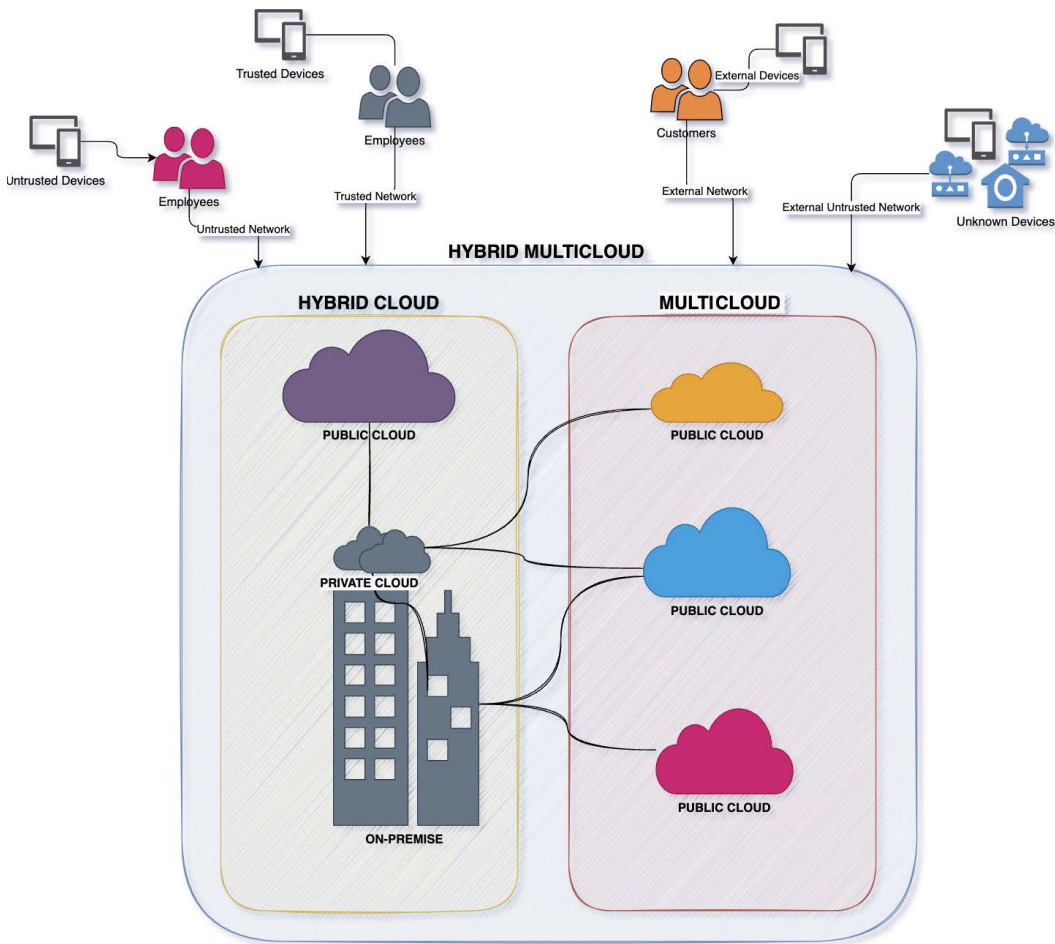 Trusted Devices
External Devices
Employees
Customers
Untrusted Devices
Employees
Trusted Network
External Network
External Untrusted Network
Unknown Devices
Untrusted Network
HYBRID MULTICLOUD
HYBRID CLOUD
MULTICLOUD
PUBLIC CLOUD
PUBLIC CLOUD
PRIVATE CLOUD
PUBLIC CLOUD
PUBLIC CLOUD
ON-PREMISE